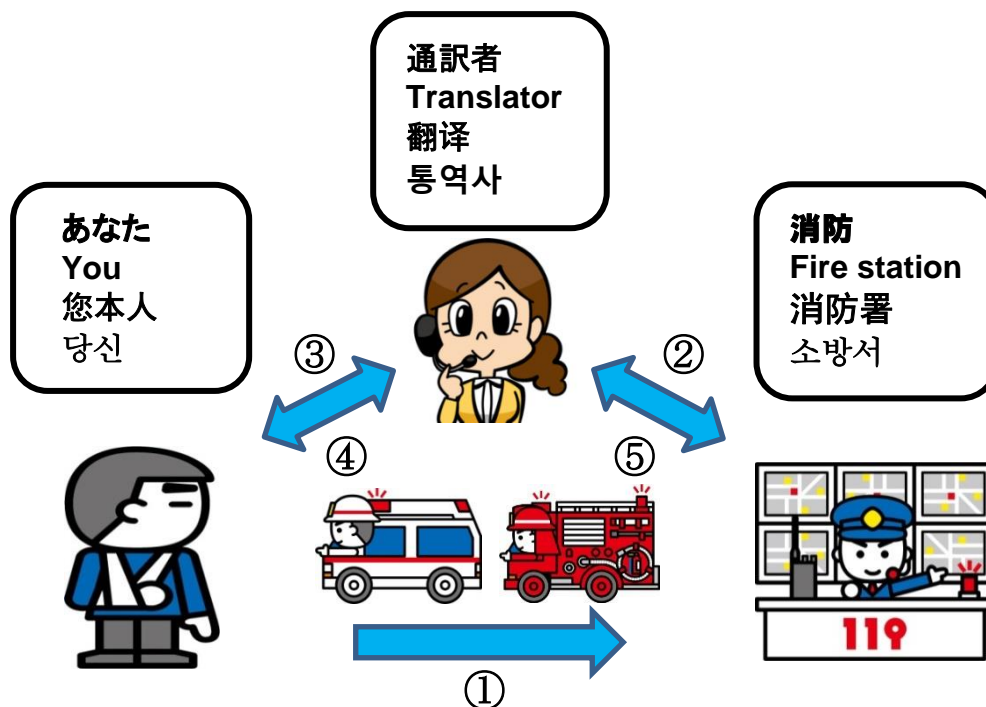 通訳者
Translator
翻译
통역사
あなた
You
您本人
당신
消防
Fire station
消防署
소방서
③
②
④
⑤
119
①